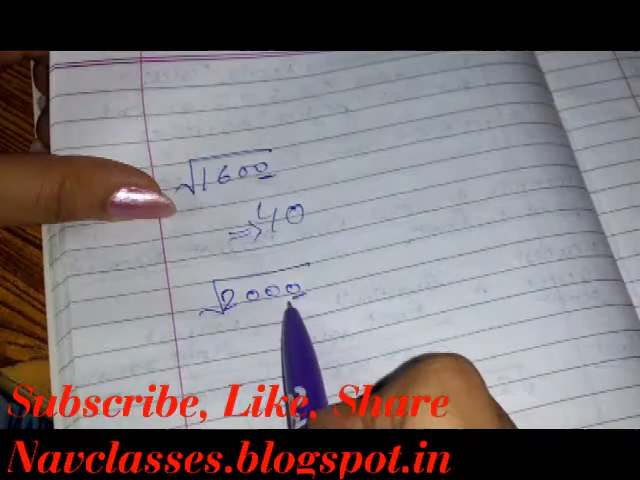 √1600
⇒ 40
√2000
Subscribe, Like, Share
Navclasses.blogspot.in